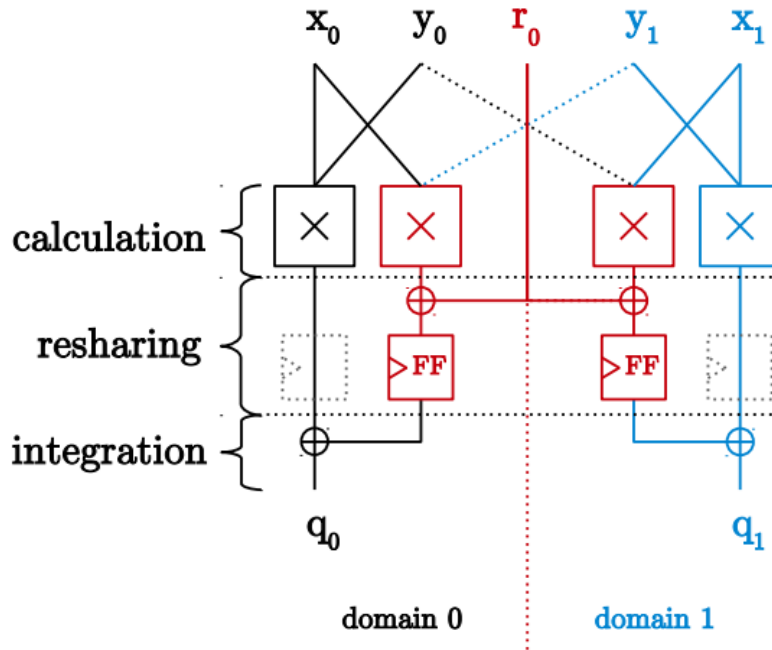 x₀ y₀ r₀ y₁ x₁
calculation
resharing
FF FF
integration
q₀ q₁
domain 0 domain 1